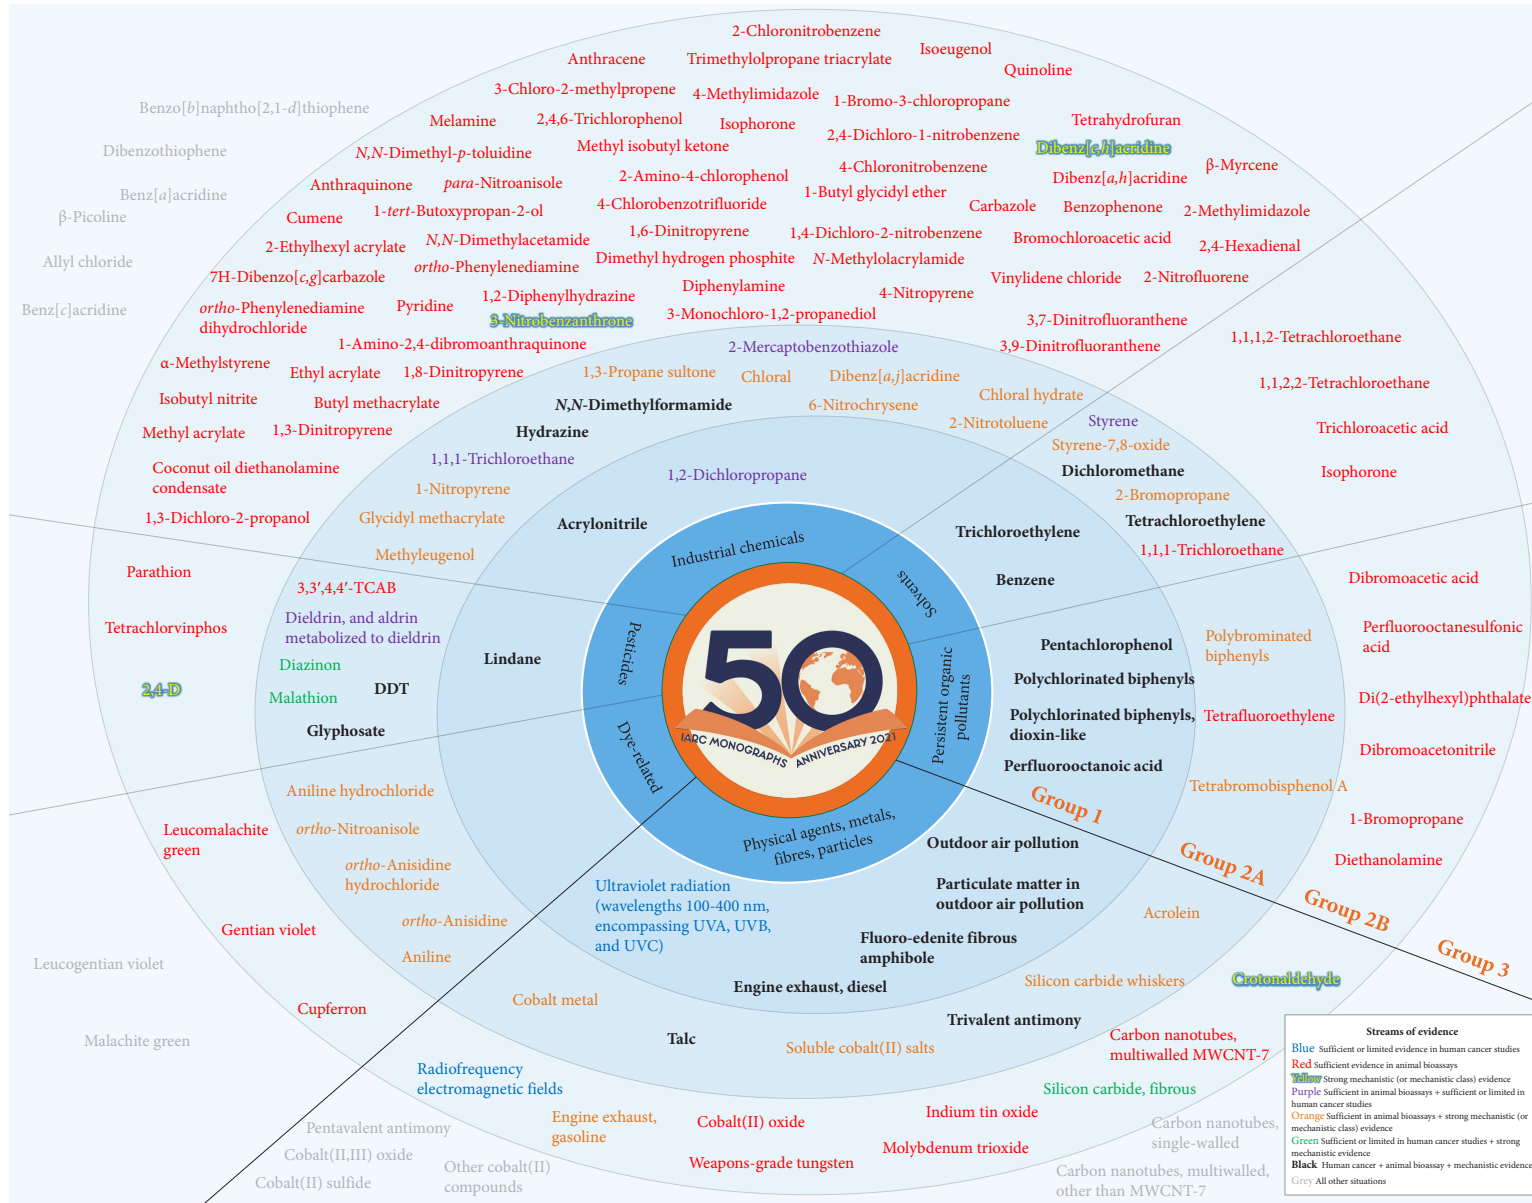 2-Chloronitrobenzene
Isoeugenol
Anthracene
Trimethylolpropane triacrylate
Quinoline
3-Chloro-2-methylpropene
4-Methylimidazole
1-Bromo-3-chloropropane
Benzo[b]naphtho[2,1-d]thiophene
Melamine
2,4,6-Trichlorophenol
Isophorone
2,4-Dichloro-1-nitrobenzene
Tetrahydrofuran
Dibenzothiophene
N,N-Dimethyl-p-toluidine
Methyl isobutyl ketone
Dibenz[c,h]acridine
4-Chloronitrobenzene
β-Myrcene
Anthraquinone
para-Nitroanisole
2-Amino-4-chlorophenol
Dibenz[a,h]acridine
1-Butyl glycidyl ether
Benz[a]acridine
β-Picoline
Cumene
1-tert-Butoxypropan-2-ol
4-Chlorobenzotrifluoride
Carbazole
Benzophenone
2-Methylimidazole
2-Ethylhexyl acrylate
N,N-Dimethylacetamide
1,6-Dinitropyrene
1,4-Dichloro-2-nitrobenzene
Bromochloroacetic acid
2,4-Hexadienal
Allyl chloride
7H-Dibenzo[c,g]carbazole
ortho-Phenylenediamine
Dimethyl hydrogen phosphite
N-Methylolacrylamide
Vinylidene chloride
2-Nitrofluorene
Benz[c]acridine
ortho-Phenylenediamine
dihydrochloride
Pyridine
1,2-Diphenylhydrazine
Diphenylamine
4-Nitropyrene
3-Nitrobenzanthrone
3-Monochloro-1,2-propanediol
3,7-Dinitrofluoranthene
1-Amino-2,4-dibromoanthraquinone
3,9-Dinitrofluoranthene
1,1,1,2-Tetrachloroethane
α-Methylstyrene
Ethyl acrylate
1,8-Dinitropyrene
2-Mercaptobenzothiazole
1,3-Propane sultone
Chloral
Dibenz[a,j]acridine
1,1,2,2-Tetrachloroethane
Isobutyl nitrite
Butyl methacrylate
N,N-Dimethylformamide
6-Nitrochrysene
Chloral hydrate
Methyl acrylate
1,3-Dinitropyrene
Hydrazine
2-Nitrotoluene
Styrene
Trichloroacetic acid
Styrene-7,8-oxide
Coconut oil diethanolamine
condensate
1,1,1-Trichloroethane
1,2-Dichloropropane
Dichloromethane
Isophorone
1-Nitropyrene
2-Bromopropane
1,3-Dichloro-2-propanol
Glycidyl methacrylate
Acrylonitrile
Trichloroethylene
Tetrachloroethylene
Methyleugenol
Industrial chemicals
1,1,1-Trichloroethane
Parathion
3,3′,4,4′-TCAB
Solvents
Benzene
Dibromoacetic acid
Tetrachlorvinphos
Dieldrin, and aldrin
metabolized to dieldrin
Pesticides
Pentachlorophenol
Polybrominated
biphenyls
Perfluorooctanesulfonic
acid
Diazinon
Lindane
Persistent organic
pollutants
Polychlorinated biphenyls
2,4-D
Malathion
DDT
50
Di(2-ethylhexyl)phthalate
Glyphosate
Dye-related
IARC MONOGRAPHS
ANNIVERSARY 2021
Polychlorinated biphenyls,
dioxin-like
Tetrafluoroethylene
Dibromoacetonitrile
Perfluorooctanoic acid
Aniline hydrochloride
Tetrabromobisphenol A
Leucomalachite
green
ortho-Nitroanisole
Physical agents, metals,
fibres, particles
Group 1
1-Bromopropane
ortho-Anisidine
hydrochloride
Outdoor air pollution
Group 2A
Diethanolamine
Ultraviolet radiation
(wavelengths 100-400 nm,
encompassing UVA, UVB,
and UVC)
Particulate matter in
outdoor air pollution
Group 2B
Gentian violet
ortho-Anisidine
Acrolein
Group 3
Leucogentian violet
Aniline
Fluoro-edenite fibrous
amphibole
Engine exhaust, diesel
Silicon carbide whiskers
Crotonaldehyde
Cupferron
Cobalt metal
Trivalent antimony
Malachite green
Talc
Soluble cobalt(II) salts
Carbon nanotubes,
multiwalled MWCNT-7
Radiofrequency
electromagnetic fields
Silicon carbide, fibrous
Engine exhaust,
gasoline
Cobalt(II) oxide
Indium tin oxide
Pentavalent antimony
Carbon nanotubes,
single-walled
Cobalt(II,III) oxide
Molybdenum trioxide
Weapons-grade tungsten
Cobalt(II) sulfide
Other cobalt(II)
compounds
Carbon nanotubes, multiwalled,
other than MWCNT-7
Streams of evidence
Blue Sufficient or limited evidence in human cancer studies
Red Sufficient evidence in animal bioassays
Yellow Strong mechanistic (or mechanistic class) evidence
Purple Sufficient in animal bioassays + sufficient or limited in
human cancer studies
Orange Sufficient in animal bioassays + strong mechanistic (or
mechanistic class) evidence
Green Sufficient or limited in human cancer studies + strong
mechanistic evidence
Black Human cancer + animal bioassay + mechanistic evidence
Grey All other situations